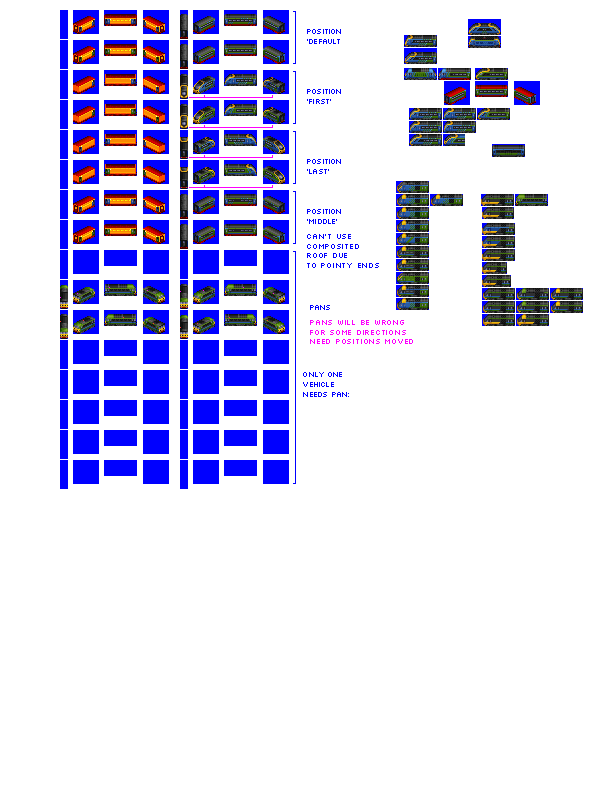 POSITION
'DEFAULT
POSITION
'FIRST'
POSITION
'LAST'
POSITION
'MIDDLE'
CAN'T USE
COMPOSITED
ROOF DUE
TO POINTY ENDS
PANS
PANS WILL BE WRONG
FOR SOME DIRECTIONS
NEED POSITIONS MOVED
ONLY ONE
VEHICLE
NEEDS PAN: